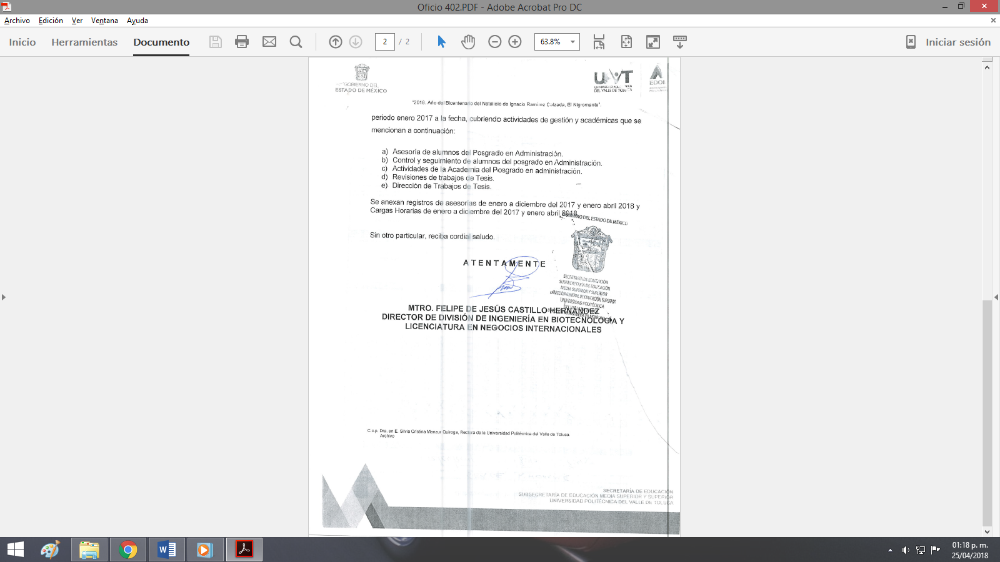 Oficio 402.PDF - Adobe Acrobat Pro DC
Archivo Edición Ver Ventana Ayuda
Inicio Herramientas Documento 2 / 2 63.8% Iniciar sesión
GOBIERNO DEL
ESTADO DE MÉXICO
UNIVERSIDAD POLITÉCNICA
DEL VALLE DE TOLUCA
"2018. Año del Bicentenario del Natalicio de Ignacio Ramírez Calzada, El Nigromante".
periodo enero 2017 a la fecha, cubriendo actividades de gestión y académicas que se
mencionan a continuación:
a) Asesoría de alumnos del Posgrado en Administración.
b) Control y seguimiento de alumnos del posgrado en Administración.
c) Actividades de la Academia del Posgrado en administración.
d) Revisiones de trabajos de Tesis.
e) Dirección de Trabajos de Tesis.
Se anexan registros de asesorías de enero a diciembre del 2017 y enero abril 2018 y
Cargas Horarias de enero a diciembre del 2017 y enero abril 2018.
GOBIERNO DEL ESTADO DE MÉXICO
Sin otro particular, reciba cordial saludo.
ATENTAMENTE
SECRETARÍA DE EDUCACIÓN
SUBSECRETARÍA DE EDUCACIÓN
MEDIA SUPERIOR Y SUPERIOR
DIRECCIÓN GENERAL DE EDUCACIÓN SUPERIOR
UNIVERSIDAD POLITÉCNICA
MTRO. FELIPE DE JESÚS CASTILLO HERNÁNDEZ
DIRECTOR DE DIVISIÓN DE INGENIERÍA EN BIOTECNOLOGÍA Y
LICENCIATURA EN NEGOCIOS INTERNACIONALES
C.c.p. Dra. en E. Silvia Cristina Manzur Quiroga, Rectora de la Universidad Politécnica del Valle de Toluca.
Archivo
SECRETARÍA DE EDUCACIÓN
SUBSECRETARÍA DE EDUCACIÓN MEDIA SUPERIOR Y SUPERIOR
UNIVERSIDAD POLITÉCNICA DEL VALLE DE TOLUCA
01:18 p. m.
25/04/2018